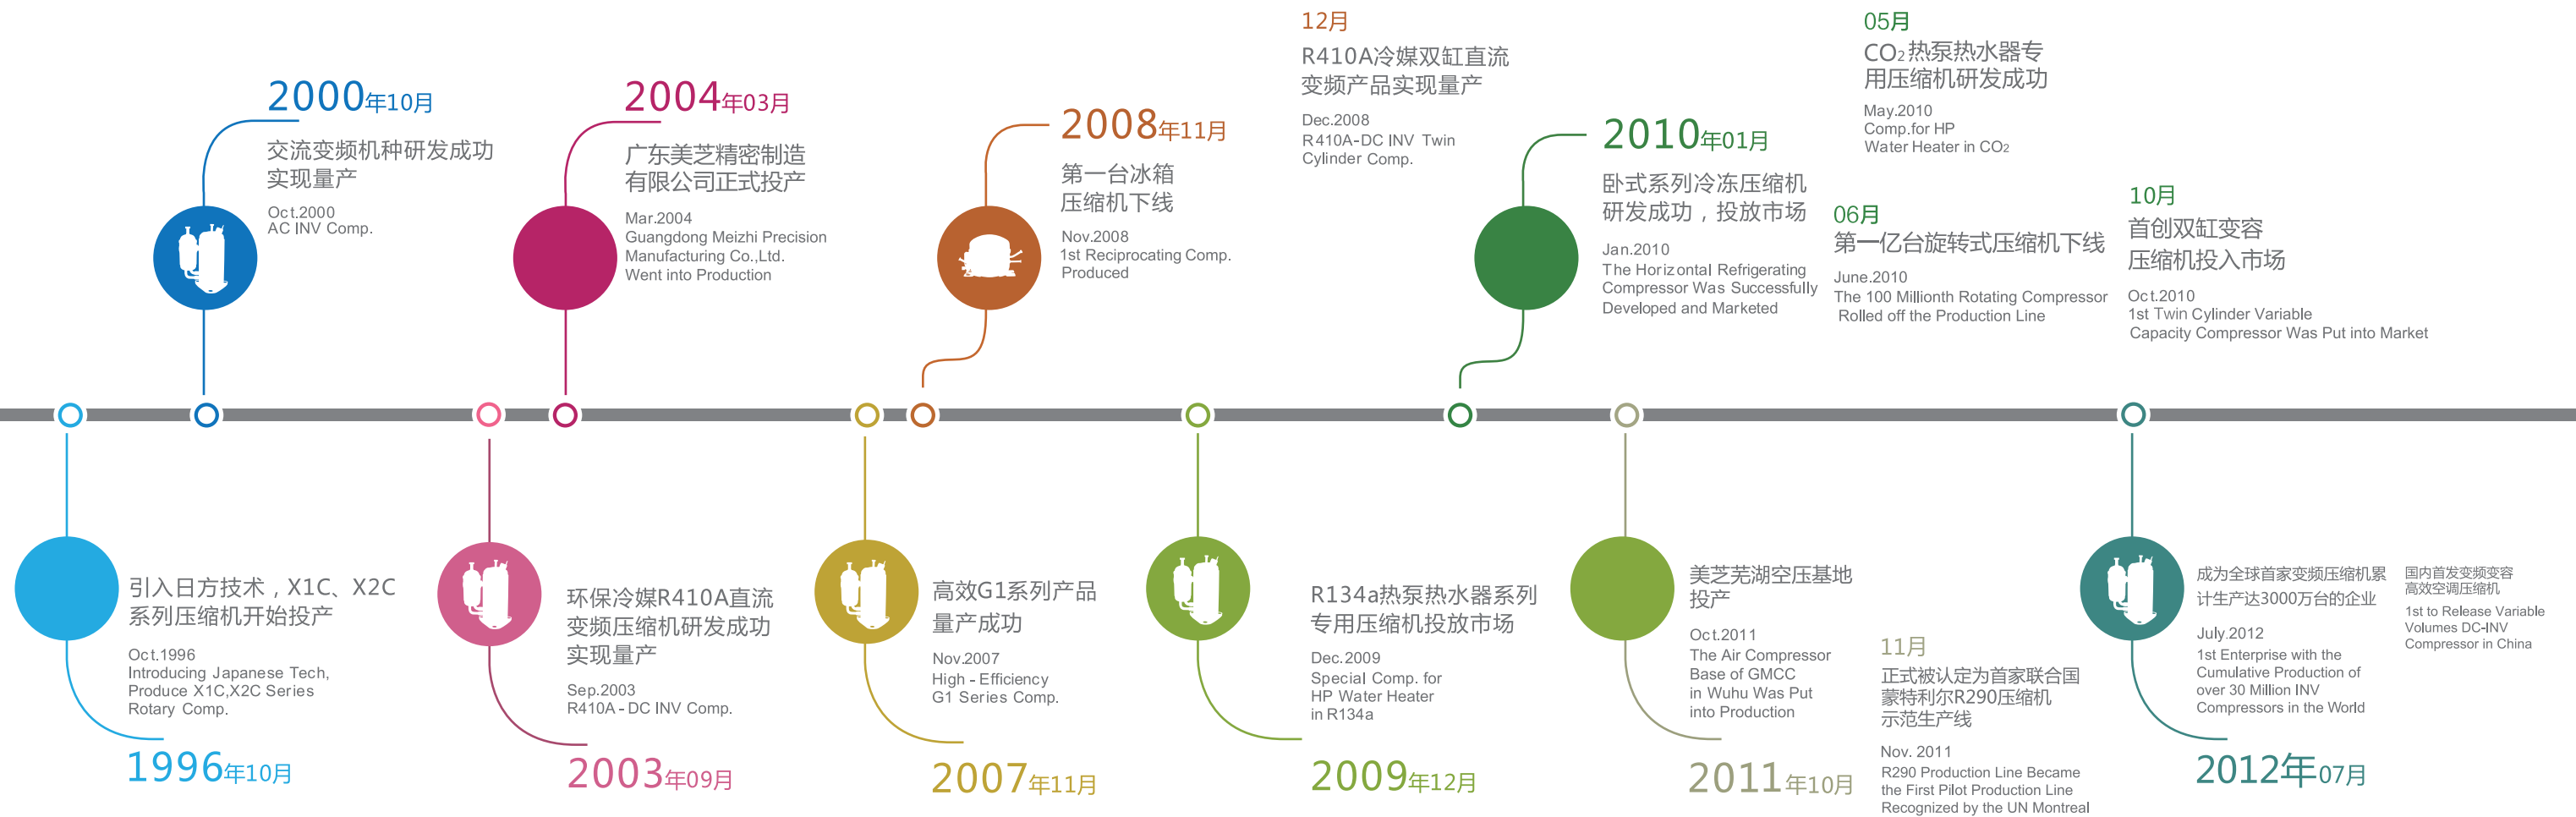 2000年10月
交流变频机种研发成功
实现量产
Oct.2000
AC INV Comp.
2004年03月
广东美芝精密制造
有限公司正式投产
Mar.2004
Guangdong Meizhi Precision
Manufacturing Co.,Ltd.
Went into Production
2008年11月
第一台冰箱
压缩机下线
Nov.2008
1st Reciprocating Comp.
Produced
12月
R410A冷媒双缸直流
变频产品实现量产
Dec.2008
R410A-DC INV Twin
Cylinder Comp.
2010年01月
卧式系列冷冻压缩机
研发成功，投放市场
Jan.2010
The Horizontal Refrigerating
Compressor Was Successfully
Developed and Marketed
05月
CO₂热泵热水器专
用压缩机研发成功
May.2010
Comp.for HP
Water Heater in CO₂
06月
第一亿台旋转式压缩机下线
June.2010
The 100 Millionth Rotating Compressor
Rolled off the Production Line
10月
首创双缸变容
压缩机投入市场
Oct.2010
1st Twin Cylinder Variable
Capacity Compressor Was Put into Market
引入日方技术，X1C、X2C
系列压缩机开始投产
Oct.1996
Introducing Japanese Tech,
Produce X1C,X2C Series
Rotary Comp.
1996年10月
环保冷媒R410A直流
变频压缩机研发成功
实现量产
Sep.2003
R410A-DC INV Comp.
2003年09月
高效G1系列产品
量产成功
Nov.2007
High-Efficiency
G1 Series Comp.
2007年11月
R134a热泵热水器系列
专用压缩机投放市场
Dec.2009
Special Comp. for
HP Water Heater
in R134a
2009年12月
美芝芜湖空压基地
投产
Oct.2011
The Air Compressor
Base of GMCC
in Wuhu Was Put
into Production
2011年10月
11月
正式被认定为首家联合国
蒙特利尔R290压缩机
示范生产线
Nov. 2011
R290 Production Line Became
the First Pilot Production Line
Recognized by the UN Montreal
成为全球首家变频压缩机累
计生产达3000万台的企业
July.2012
1st Enterprise with the
Cumulative Production of
over 30 Million INV
Compressors in the World
2012年07月
国内首发变频变容
高效空调压缩机
1st to Release Variable
Volumes DC-INV
Compressor in China